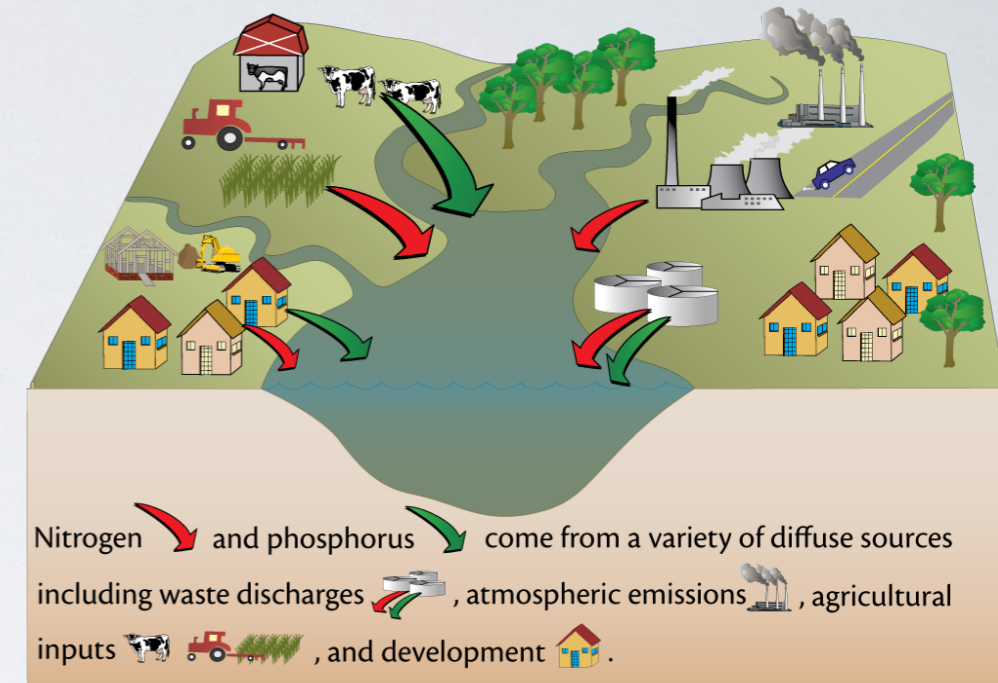 Nitrogen and phosphorus come from a variety of diffuse sources
including waste discharges , atmospheric emissions , agricultural
inputs , and development .